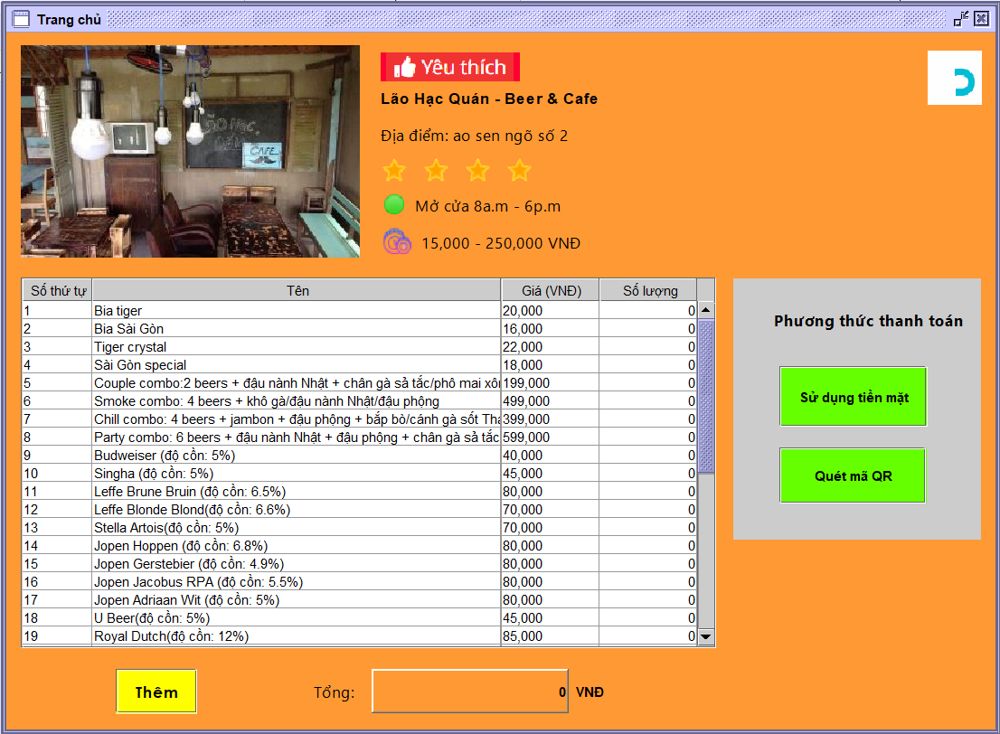 Trang chủ
LÃO HẠC,
CAFE
Yêu thích
Lão Hạc Quán - Beer & Cafe
Địa điểm: ao sen ngõ số 2
Mở cửa 8a.m - 6p.m
15,000 - 250,000 VNĐ
Số thứ tự Tên Giá (VNĐ) Số lượng
1 Bia tiger 20,000 0
2 Bia Sài Gòn 16,000 0
3 Tiger crystal 22,000 0
4 Sài Gòn special 18,000 0
5 Couple combo:2 beers + đậu nành Nhật + chân gà sả tắc/phô mai xôn 199,000 0
6 Smoke combo: 4 beers + khô gà/đậu nành Nhật/đậu phộng 499,000 0
7 Chill combo: 4 beers + jambon + đậu phộng + bắp bò/cánh gà sốt Tha 399,000 0
8 Party combo: 6 beers + đậu nành Nhật + đậu phộng + chân gà sả tắc 599,000 0
9 Budweiser (độ cồn: 5%) 40,000 0
10 Singha (độ cồn: 5%) 45,000 0
11 Leffe Brune Bruin (độ cồn: 6.5%) 80,000 0
12 Leffe Blonde Blond(độ cồn: 6.6%) 70,000 0
13 Stella Artois(độ cồn: 5%) 70,000 0
14 Jopen Hoppen (độ cồn: 6.8%) 80,000 0
15 Jopen Gerstebier (độ cồn: 4.9%) 80,000 0
16 Jopen Jacobus RPA (độ cồn: 5.5%) 80,000 0
17 Jopen Adriaan Wit (độ cồn: 5%) 80,000 0
18 U Beer(độ cồn: 5%) 45,000 0
19 Royal Dutch(độ cồn: 12%) 85,000 0
Phương thức thanh toán
Sử dụng tiền mặt
Quét mã QR
Thêm
Tổng: 0 VNĐ